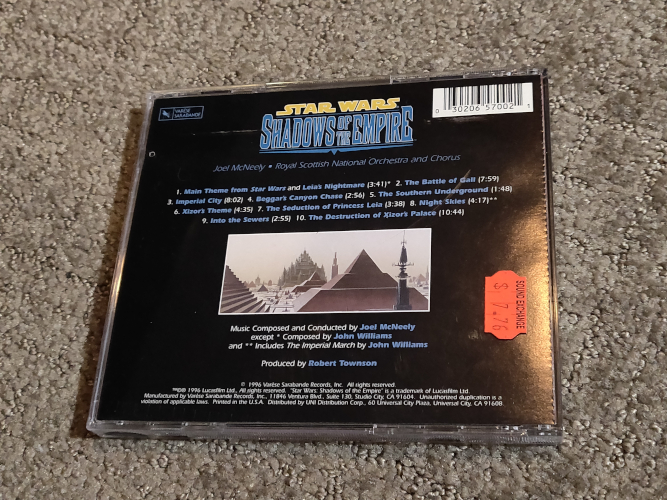 VARÈSE
SARABANDE
STAR WARS
SHADOWS OF THE EMPIRE
0 30206 57002 1
Joel McNeely • Royal Scottish National Orchestra and Chorus
1. Main Theme from Star Wars and Leia's Nightmare (3:41)* 2. The Battle of Gall (7:59)
3. Imperial City (8:02) 4. Beggar's Canyon Chase (2:56) 5. The Southern Underground (1:48)
6. Xizor's Theme (4:35) 7. The Seduction of Princess Leia (3:38) 8. Night Skies (4:17)**
9. Into the Sewers (2:55) 10. The Destruction of Xizor's Palace (10:44)
SOUND EXCHANGE
$ 7.76
Music Composed and Conducted by Joel McNeely
except * Composed by John Williams
and ** Includes The Imperial March by John Williams
Produced by Robert Townson
© 1996 Varèse Sarabande Records, Inc. All rights reserved.
™©℗ 1996 Lucasfilm Ltd., All rights reserved. "Star Wars: Shadows of the Empire" is a trademark of Lucasfilm Ltd.
Manufactured by Varèse Sarabande Records, Inc., 11846 Ventura Blvd., Suite 130, Studio City, CA 91604. Unauthorized duplication is a
violation of applicable laws. Printed in the U.S.A. Distributed by UNI Distribution Corp., 60 Universal City Plaza, Universal City, CA 91608.